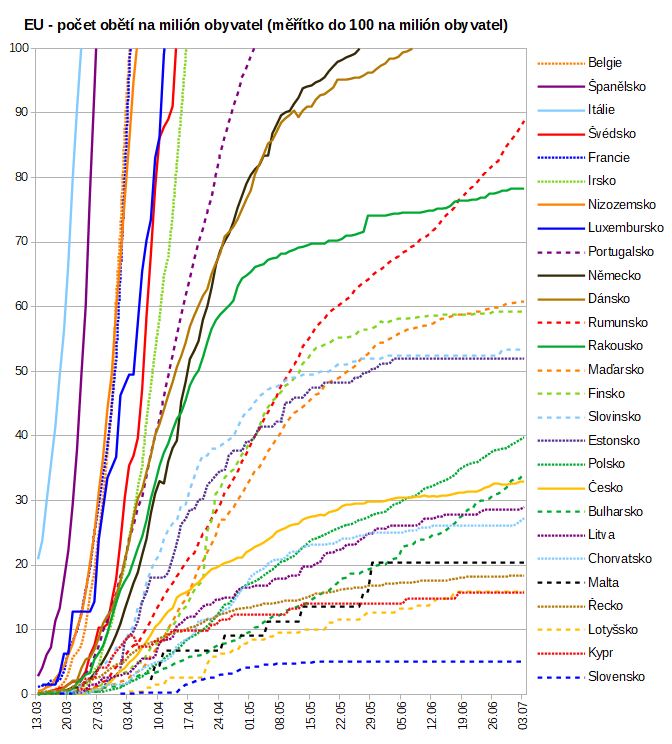 EU - počet obětí na milión obyvatel (měřítko do 100 na milión obyvatel)
100
90
80
70
60
50
40
30
20
10
0
13.03
20.03
27.03
03.04
10.04
17.04
24.04
01.05
08.05
15.05
22.05
29.05
05.06
12.06
19.06
26.06
03.07
Belgie
Španělsko
Itálie
Švédsko
Francie
Irsko
Nizozemsko
Luxembursko
Portugalsko
Německo
Dánsko
Rumunsko
Rakousko
Maďarsko
Finsko
Slovinsko
Estonsko
Polsko
Česko
Bulharsko
Litva
Chorvatsko
Malta
Řecko
Lotyšsko
Kypr
Slovensko